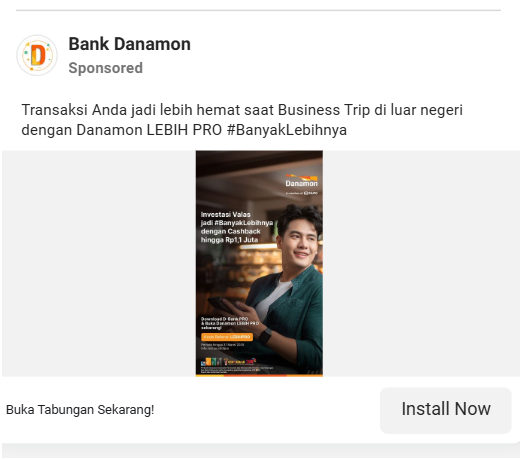 Bank Danamon
Sponsored
Transaksi Anda jadi lebih hemat saat Business Trip di luar negeri
dengan Danamon LEBIH PRO #BanyakLebihnya
Danamon
Investasi Valas
jadi #BanyakLebihnya
dengan Cashback
hingga Rp1,1 Juta
Download D-Bank PRO
& Buka Danamon LEBIH PRO
sekarang!
Buka Tabungan Sekarang!
Install Now